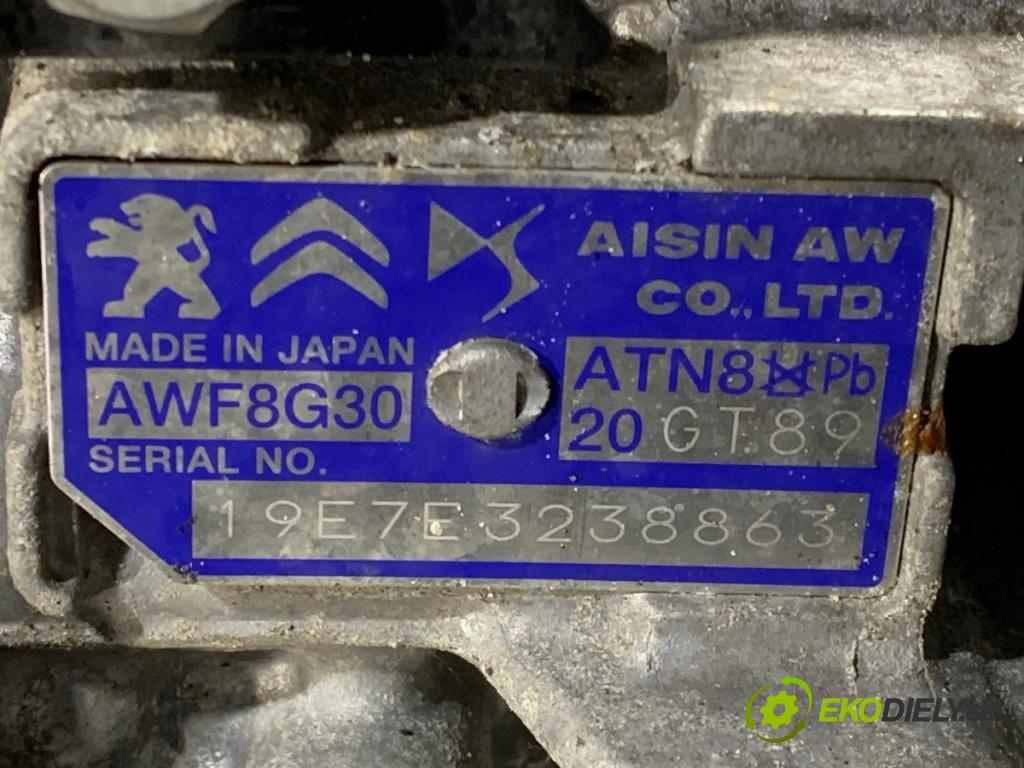 AISIN AW
CO., LTD.
MADE IN JAPAN
AWF8G30
ATN8 Pb
20 GT89
SERIAL NO.
19E7E3238863
EKODIELY